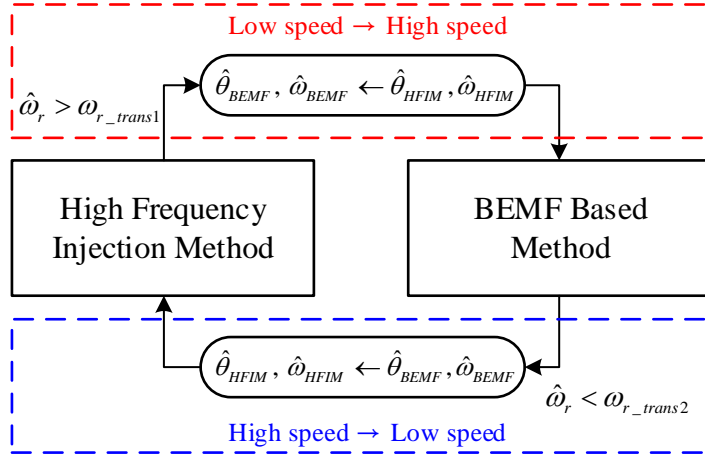 Low speed → High speed
θ̂_BEMF, ω̂_BEMF ← θ̂_HFIM, ω̂_HFIM
ω̂_r > ω_r_trans1
High Frequency
Injection Method
BEMF Based
Method
θ̂_HFIM, ω̂_HFIM ← θ̂_BEMF, ω̂_BEMF
ω̂_r < ω_r_trans2
High speed → Low speed